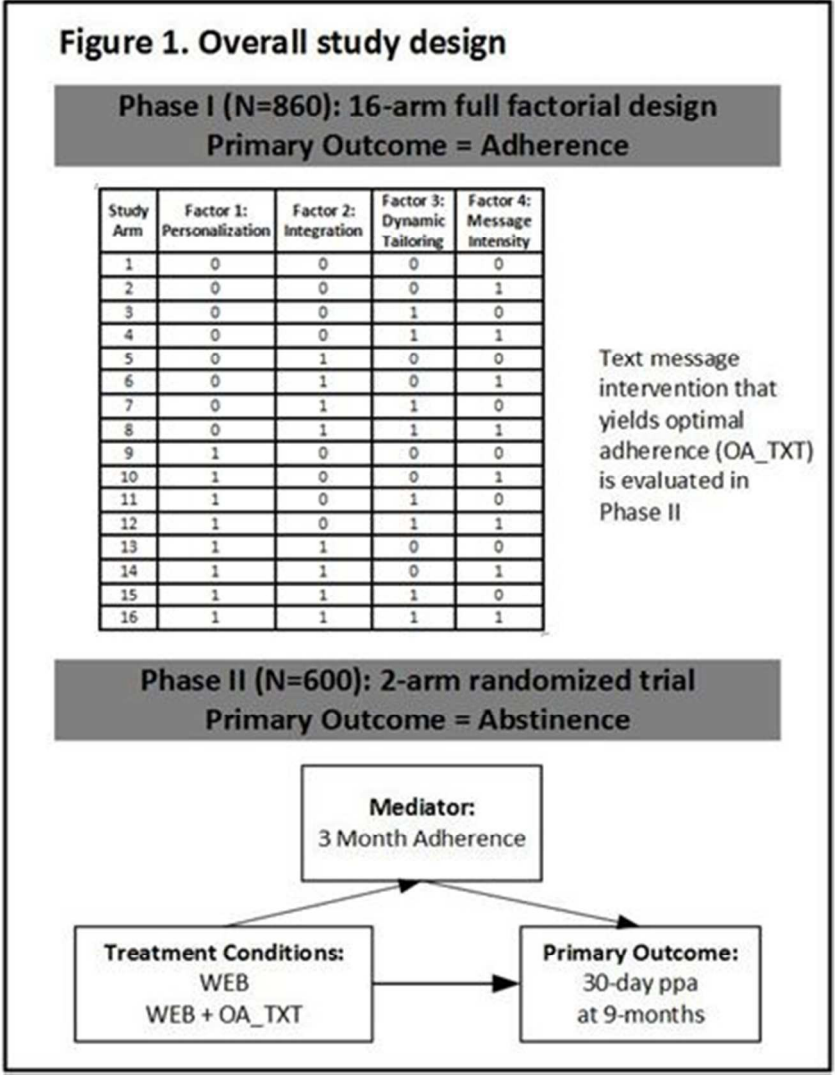 Figure 1. Overall study design
Phase I (N=860): 16-arm full factorial design
Primary Outcome = Adherence
Study Arm Factor 1: Personalization Factor 2: Integration Factor 3: Dynamic Tailoring Factor 4: Message Intensity
1 0 0 0 0
2 0 0 0 1
3 0 0 1 0
4 0 0 1 1
5 0 1 0 0
6 0 1 0 1
7 0 1 1 0
8 0 1 1 1
9 1 0 0 0
10 1 0 0 1
11 1 0 1 0
12 1 0 1 1
13 1 1 0 0
14 1 1 0 1
15 1 1 1 0
16 1 1 1 1
Text message
intervention that
yields optimal
adherence (OA_TXT)
is evaluated in
Phase II
Phase II (N=600): 2-arm randomized trial
Primary Outcome = Abstinence
Mediator:
3 Month Adherence
Treatment Conditions:
WEB
WEB + OA_TXT
Primary Outcome:
30-day ppa
at 9-months